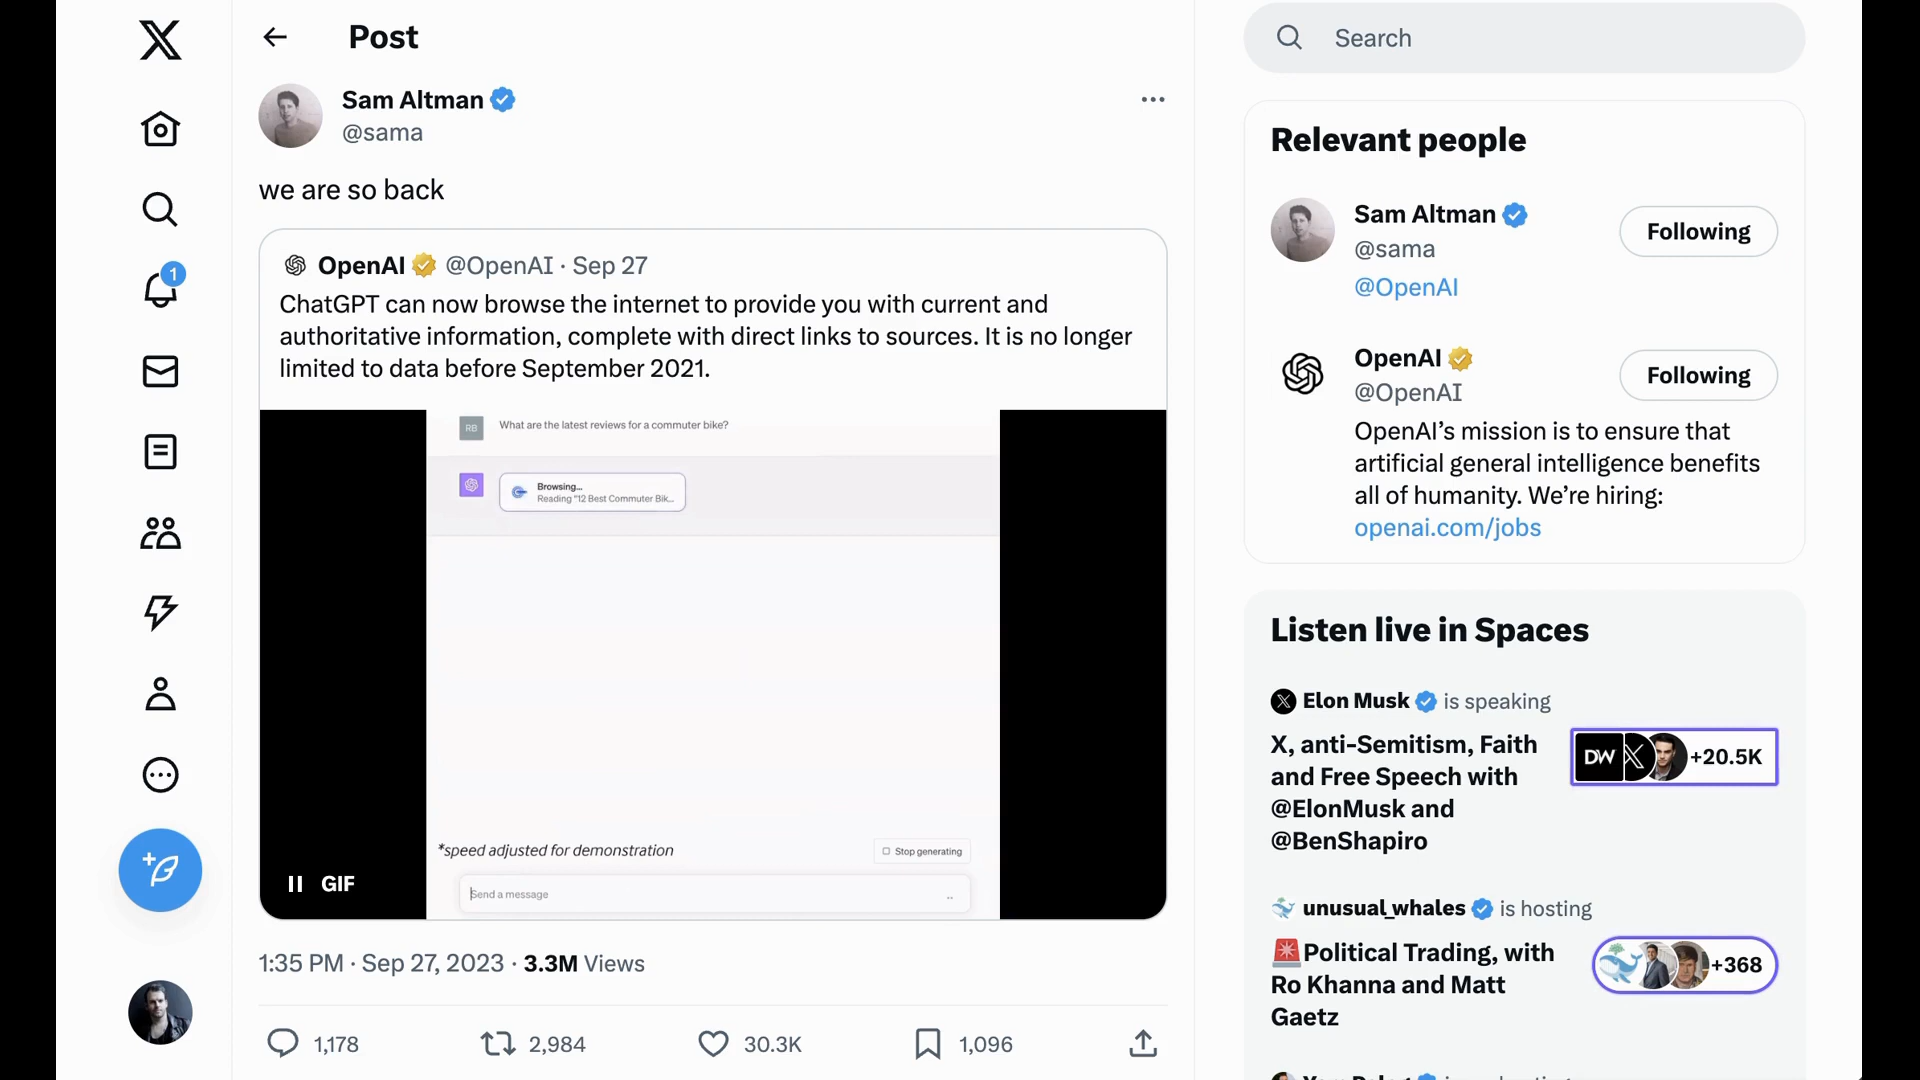 Post
Sam Altman
@sama
we are so back
OpenAI @OpenAI · Sep 27
ChatGPT can now browse the internet to provide you with current and
authoritative information, complete with direct links to sources. It is no longer
limited to data before September 2021.
RB
What are the latest reviews for a commuter bike?
Browsing...
Reading "12 Best Commuter Bik...
*speed adjusted for demonstration
Stop generating
Send a message
GIF
1:35 PM · Sep 27, 2023 · 3.3M Views
1,178
2,984
30.3K
1,096
1
Search
Relevant people
Sam Altman
@sama
Following
@OpenAI
OpenAI
@OpenAI
Following
OpenAI’s mission is to ensure that
artificial general intelligence benefits
all of humanity. We’re hiring:
openai.com/jobs
Listen live in Spaces
Elon Musk is speaking
X, anti-Semitism, Faith
and Free Speech with
@ElonMusk and
@BenShapiro
DW
+20.5K
unusual_whales is hosting
Political Trading, with
Ro Khanna and Matt
Gaetz
+368